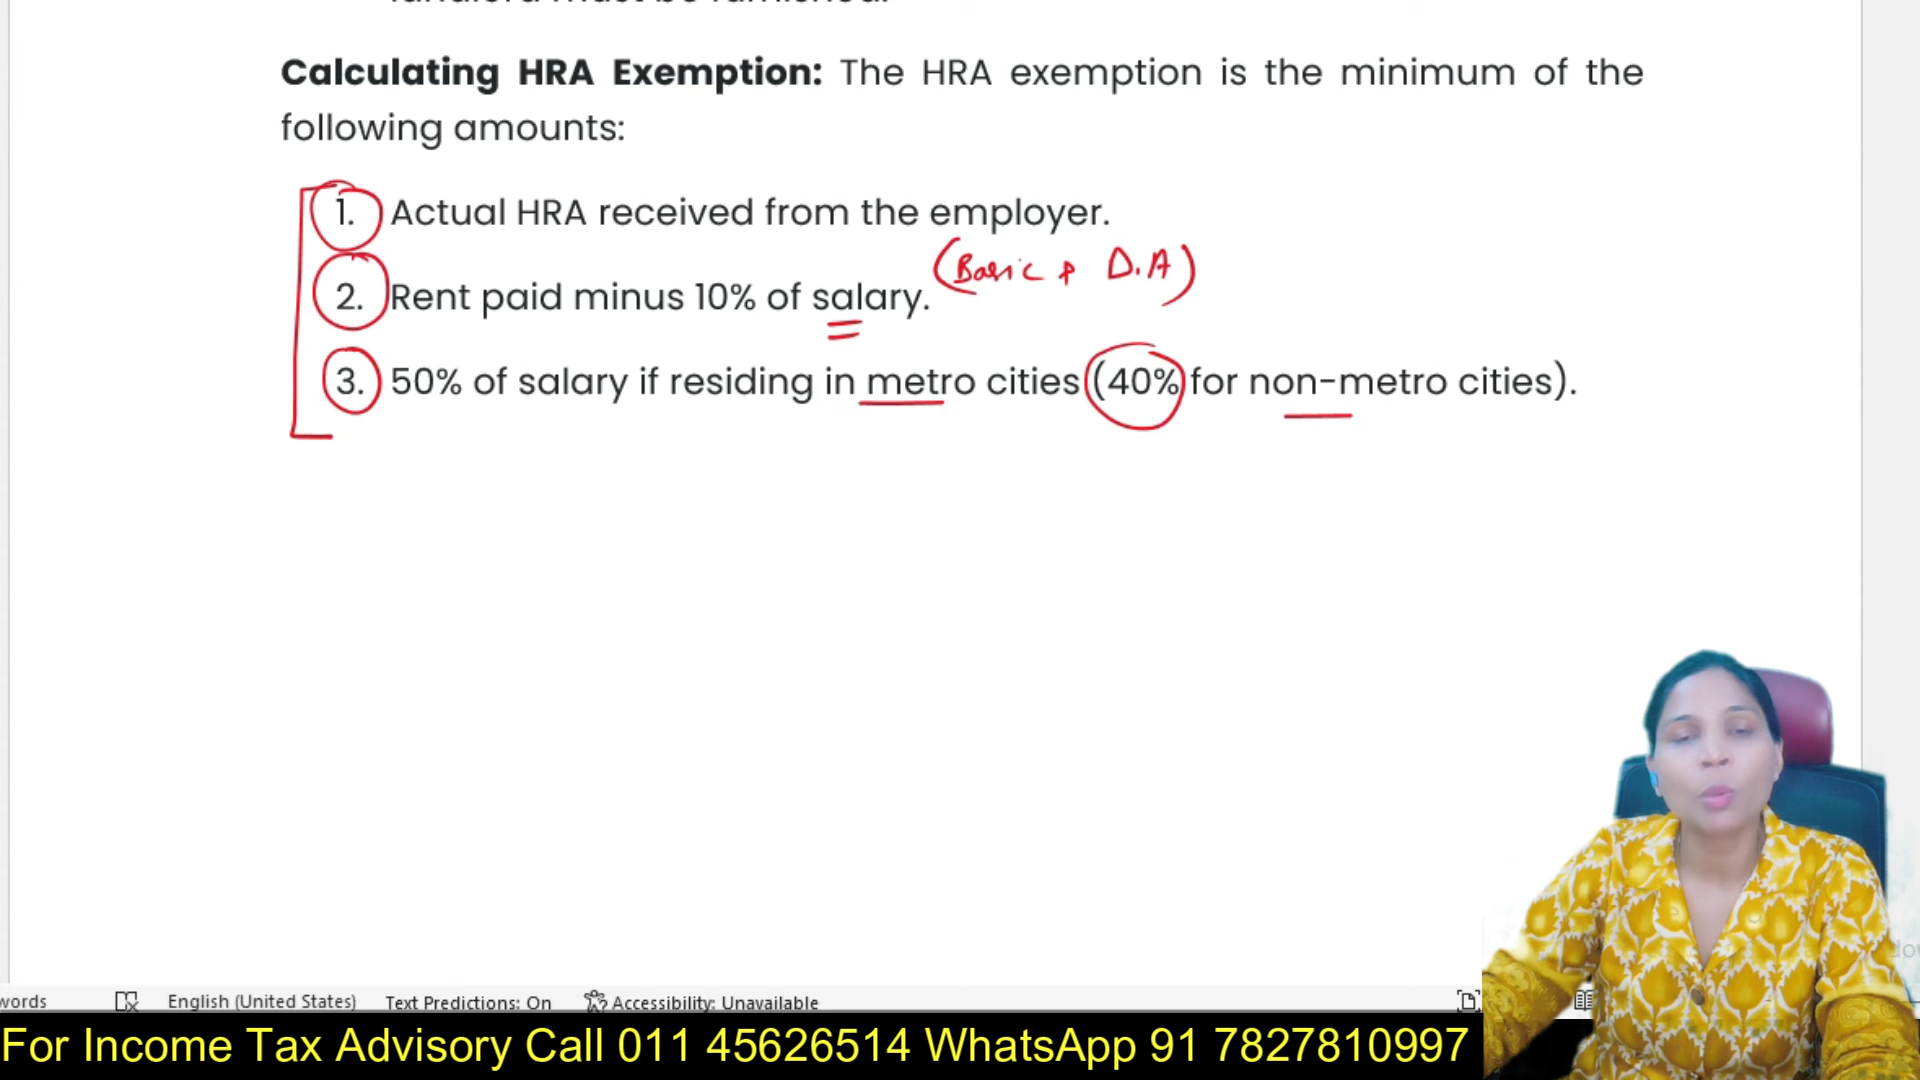 Calculating HRA Exemption: The HRA exemption is the minimum of the
following amounts:
1. Actual HRA received from the employer.
(Basic + D.A)
2. Rent paid minus 10% of salary.
3. 50% of salary if residing in metro cities (40% for non-metro cities).
words English (United States) Text Predictions: On Accessibility: Unavailable
For Income Tax Advisory Call 011 45626514 WhatsApp 91 7827810997